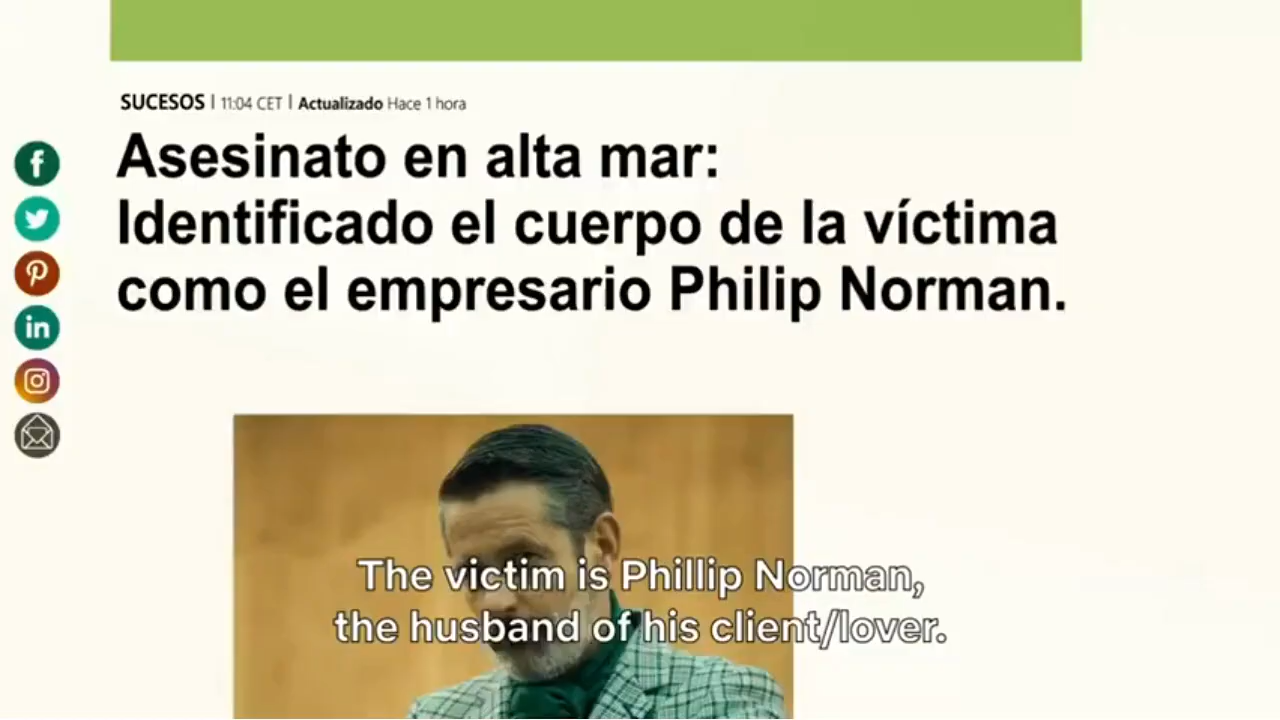 SUCESOS | 11:04 CET | Actualizado Hace 1 hora
Asesinato en alta mar:
Identificado el cuerpo de la víctima
como el empresario Philip Norman.
The victim is Phillip Norman,
the husband of his client/lover.